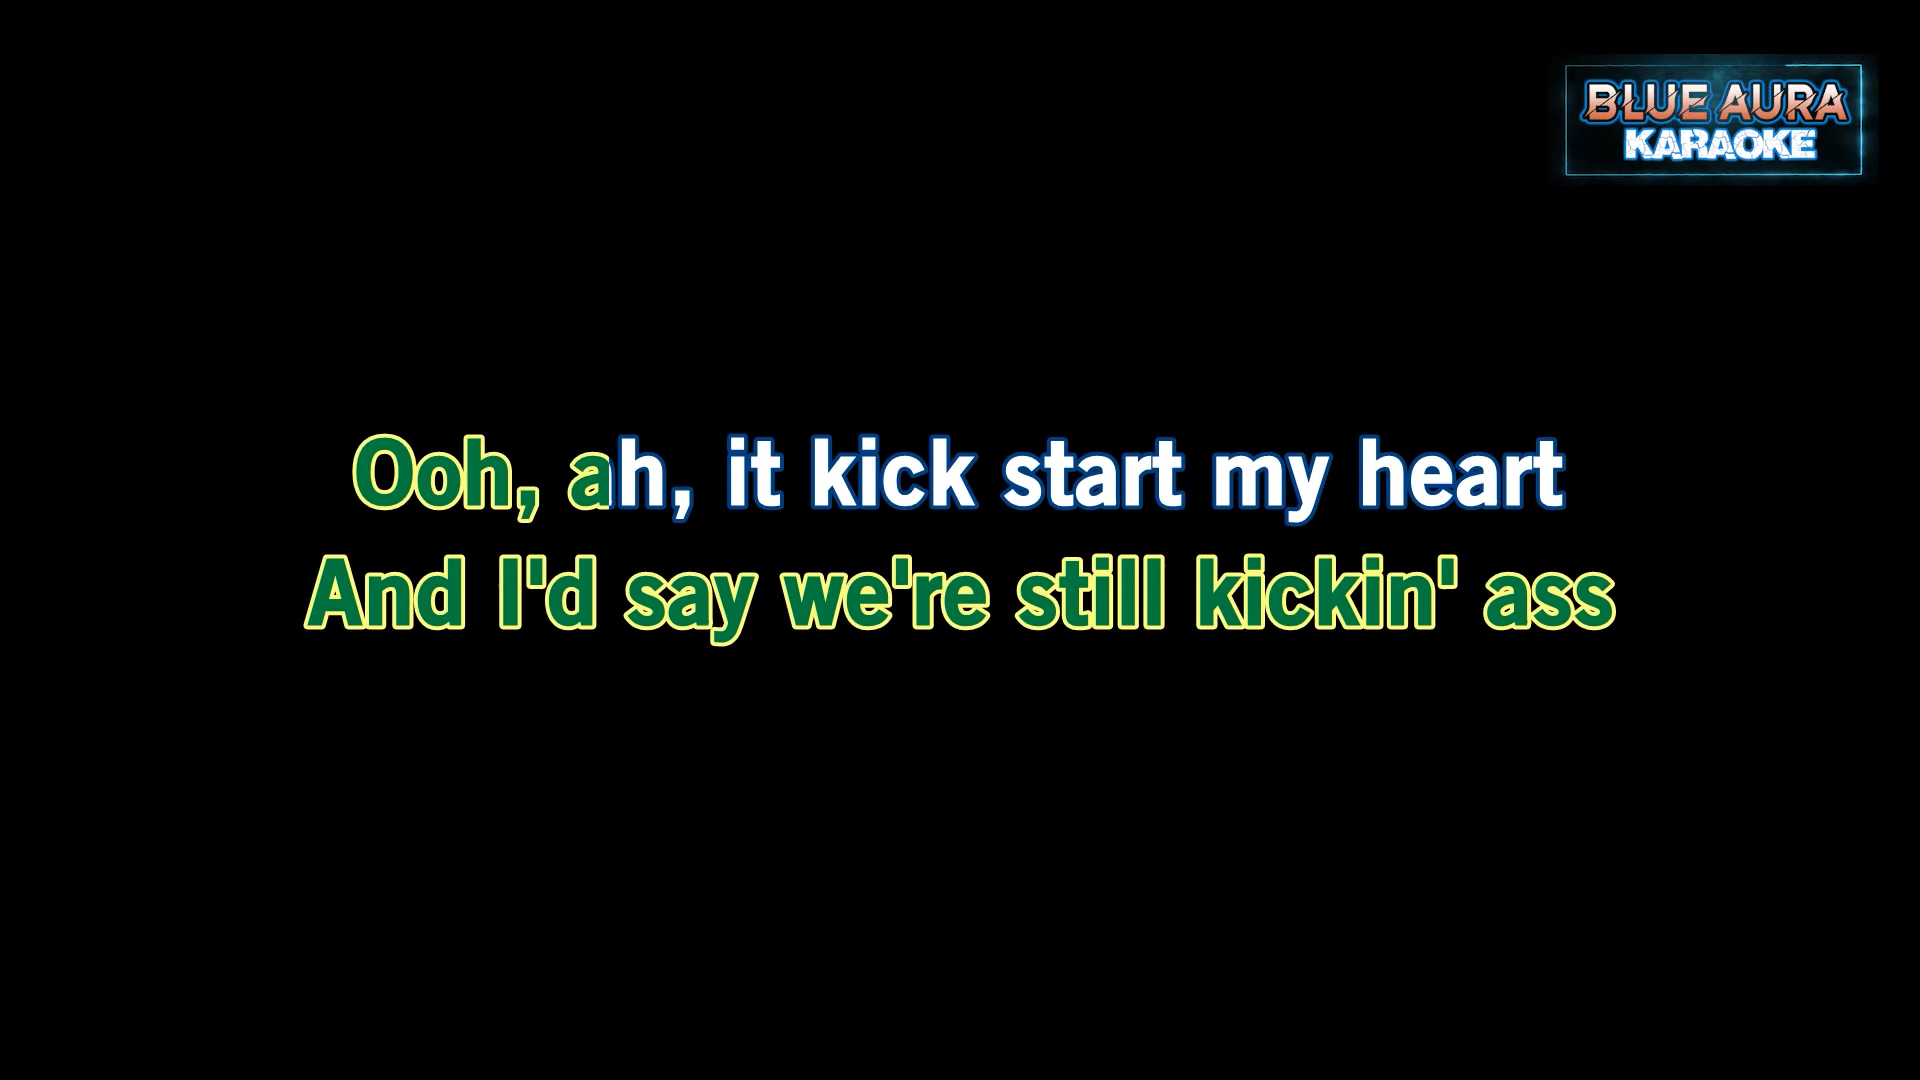 BLUE AURA
KARAOKE
Ooh, ah, it kick start my heart
And I'd say we're still kickin' ass